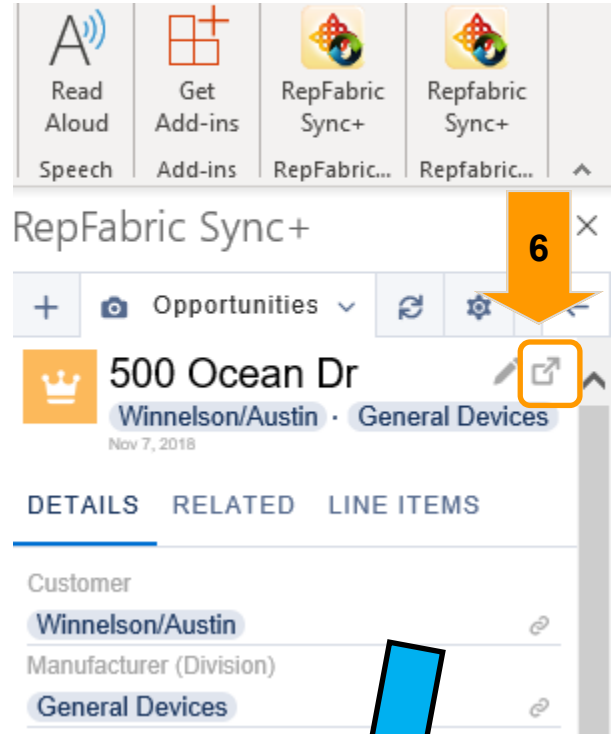 Read Aloud
Get Add-ins
RepFabric Sync+
Repfabric Sync+
Speech
Add-ins
RepFabric...
Repfabric...
RepFabric Sync+
6
Opportunities
500 Ocean Dr
Winnelson/Austin · General Devices
Nov 7, 2018
DETAILS RELATED LINE ITEMS
Customer
Winnelson/Austin
Manufacturer (Division)
General Devices